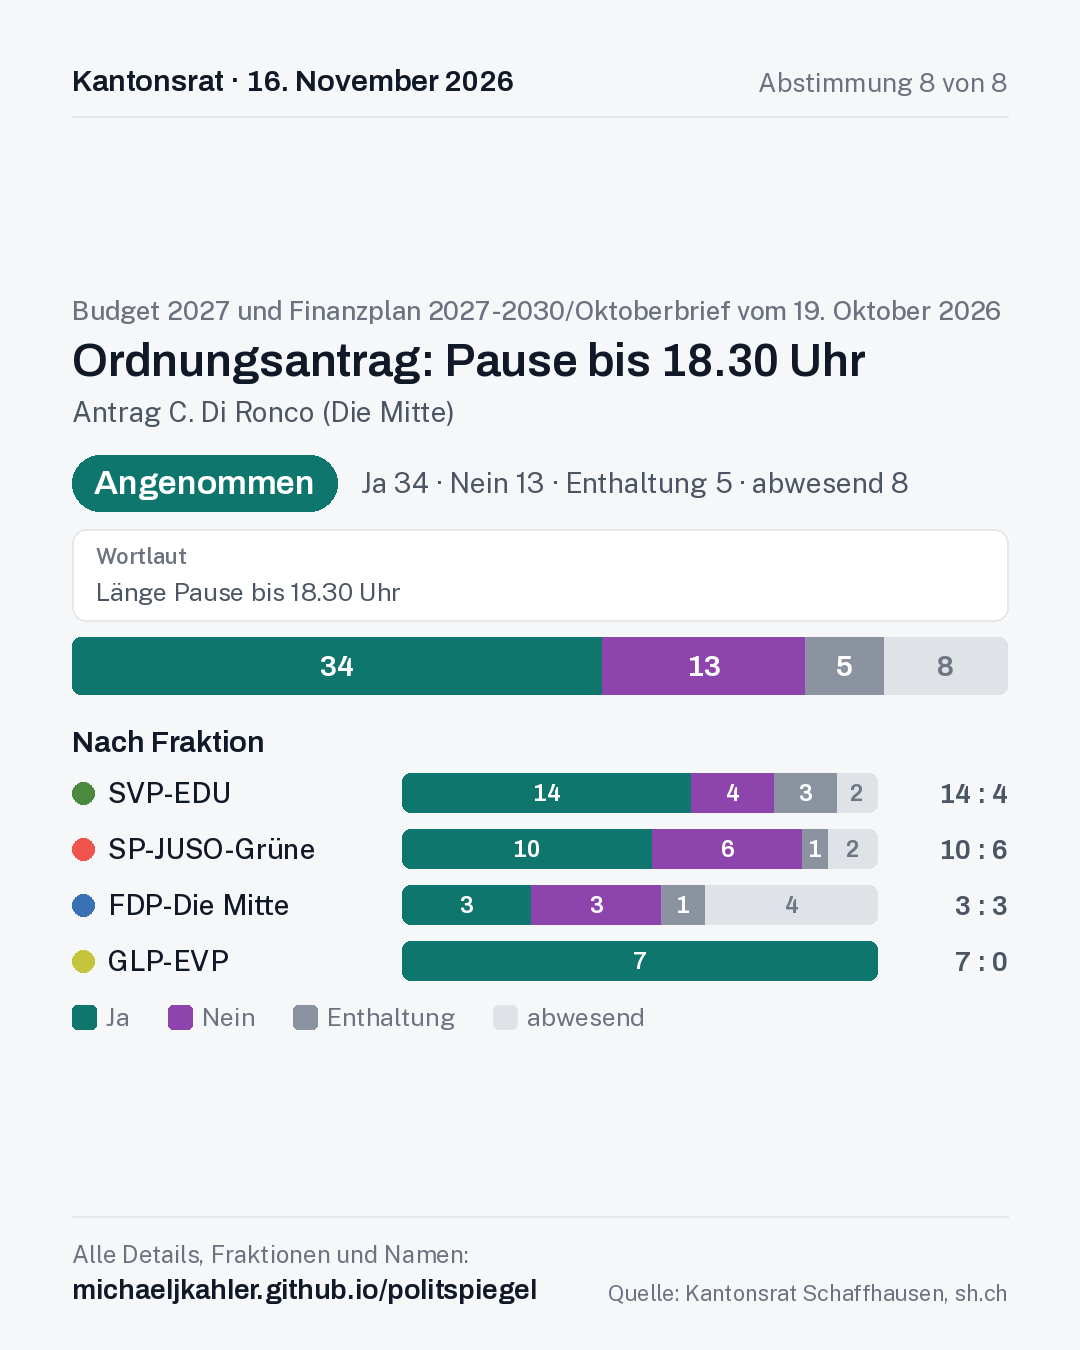 Kantonsrat · 16. November 2026
Abstimmung 8 von 8
Budget 2027 und Finanzplan 2027-2030/Oktoberbrief vom 19. Oktober 2026
Ordnungsantrag: Pause bis 18.30 Uhr
Antrag C. Di Ronco (Die Mitte)
Angenommen
Ja 34 · Nein 13 · Enthaltung 5 · abwesend 8
Wortlaut
Länge Pause bis 18.30 Uhr
34 13 5 8
Nach Fraktion
SVP-EDU 14 4 3 2 14 : 4
SP-JUSO-Grüne 10 6 1 2 10 : 6
FDP-Die Mitte 3 3 1 4 3 : 3
GLP-EVP 7 7 : 0
Ja Nein Enthaltung abwesend
Alle Details, Fraktionen und Namen:
michaeljkahler.github.io/politspiegel
Quelle: Kantonsrat Schaffhausen, sh.ch